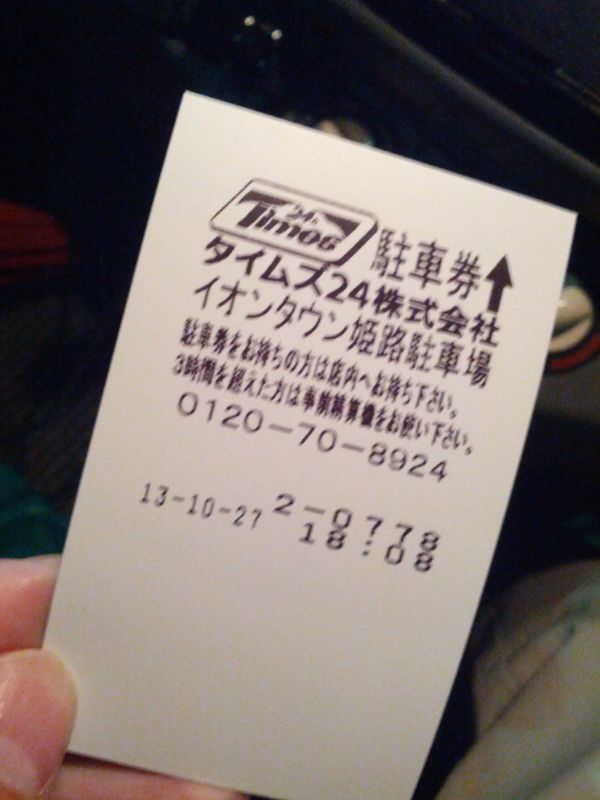 24h
Times
駐車券↑
タイムズ24株式会社
イオンタウン姫路駐車場
駐車券をお持ちの方は店内へお持ち下さい。
3時間を超えた方は事前精算機をお使い下さい。
0120-70-8924
2-0778
13-10-27 18:08